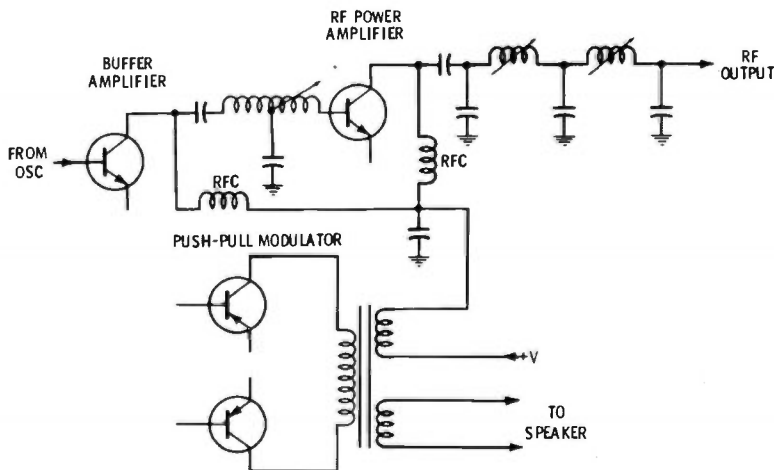 RF POWER
AMPLIFIER
BUFFER
AMPLIFIER
RF
OUTPUT
FROM
OSC
RFC
RFC
PUSH-PULL MODULATOR
+V
TO
SPEAKER